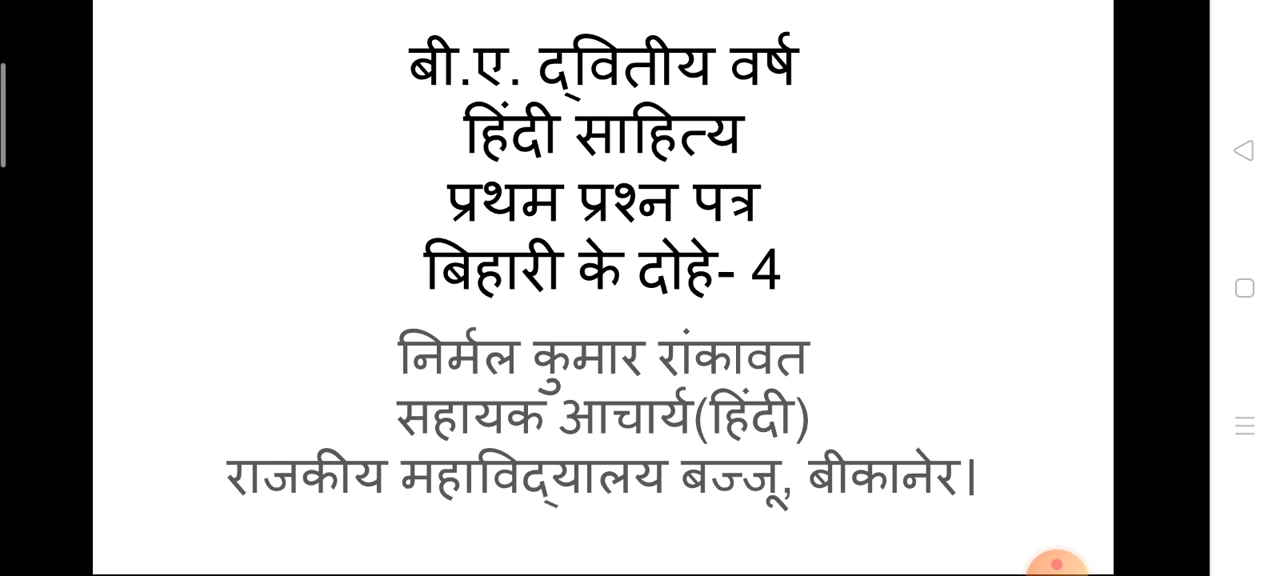 बी.ए. द्वितीय वर्ष
हिंदी साहित्य
प्रथम प्रश्न पत्र
बिहारी के दोहे- 4
निर्मल कुमार रांकावत
सहायक आचार्य(हिंदी)
राजकीय महाविद्यालय बज्जू, बीकानेर।